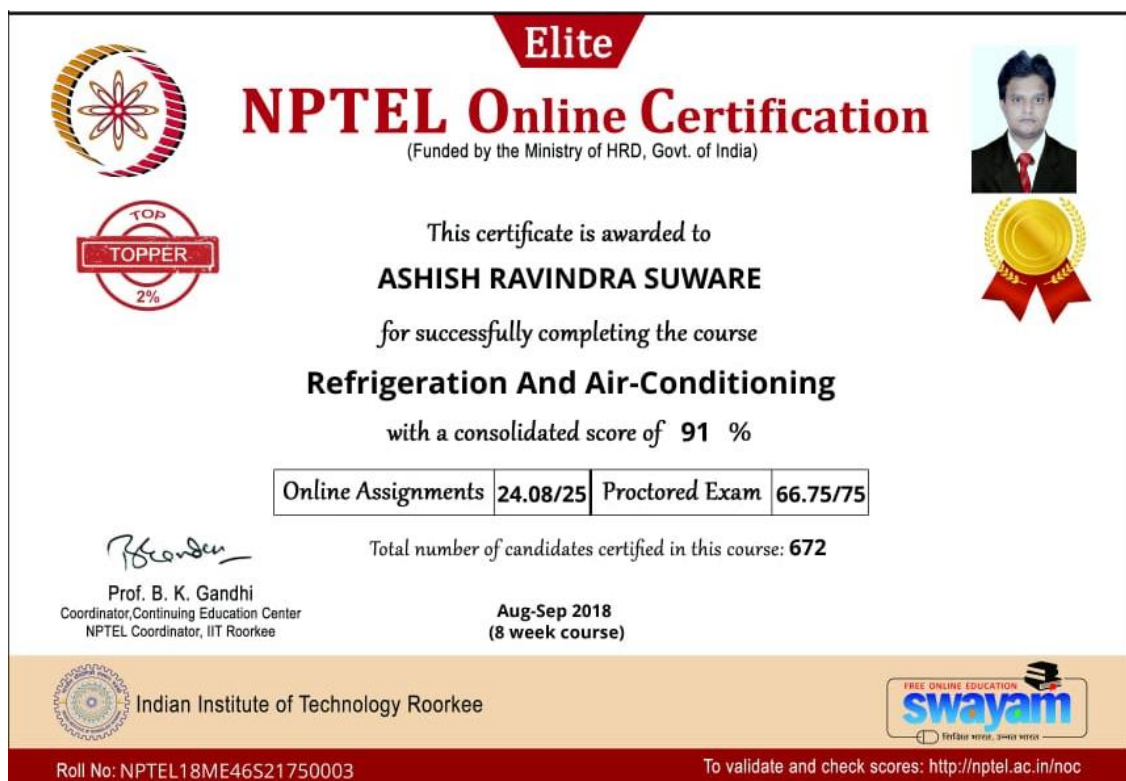 Elite
NPTEL Online Certification
(Funded by the Ministry of HRD, Govt. of India)
TOP
TOPPER
2%
This certificate is awarded to
ASHISH RAVINDRA SUWARE
for successfully completing the course
Refrigeration And Air-Conditioning
with a consolidated score of 91 %
Online Assignments 24.08/25 Proctored Exam 66.75/75
Total number of candidates certified in this course: 672
Prof. B. K. Gandhi
Coordinator,Continuing Education Center
NPTEL Coordinator, IIT Roorkee
Aug-Sep 2018
(8 week course)
Indian Institute of Technology Roorkee
FREE ONLINE EDUCATION
swayam
शिक्षित भारत, उन्नत भारत
Roll No: NPTEL18ME46S21750003
To validate and check scores: http://nptel.ac.in/noc